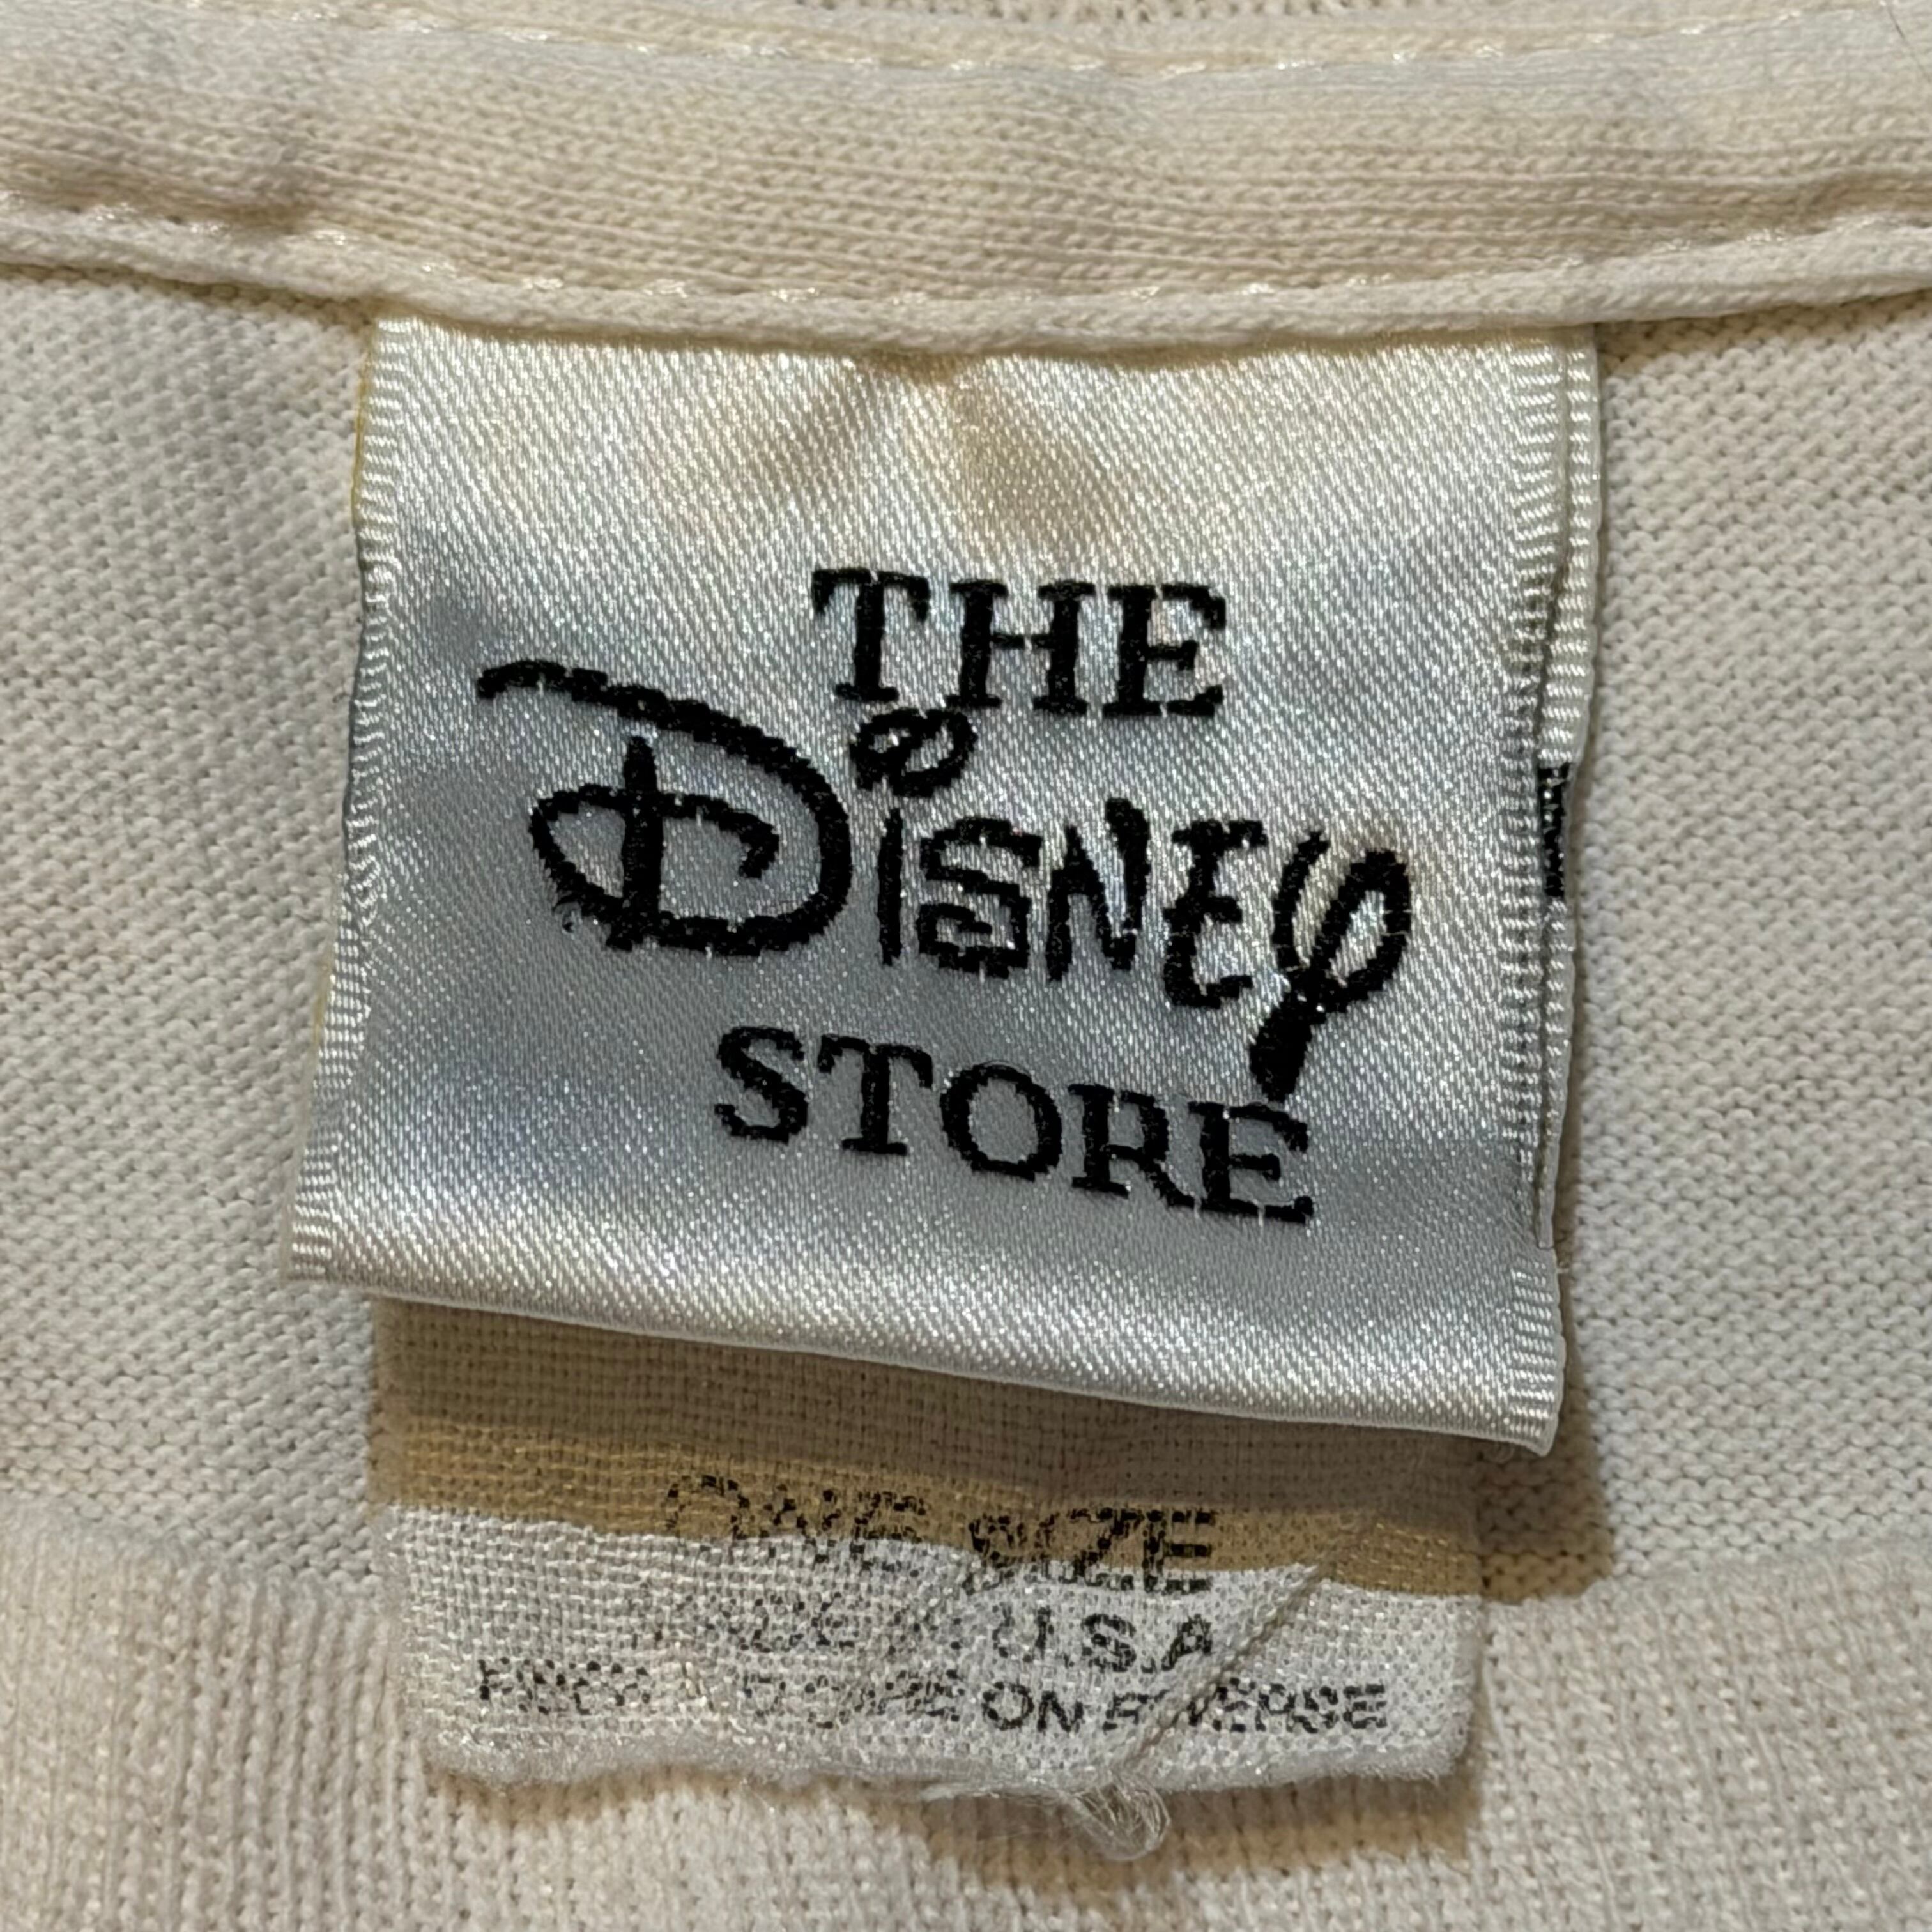 THE
DISNEY
STORE
ONE SIZE
U.S.A
ON REVERSE